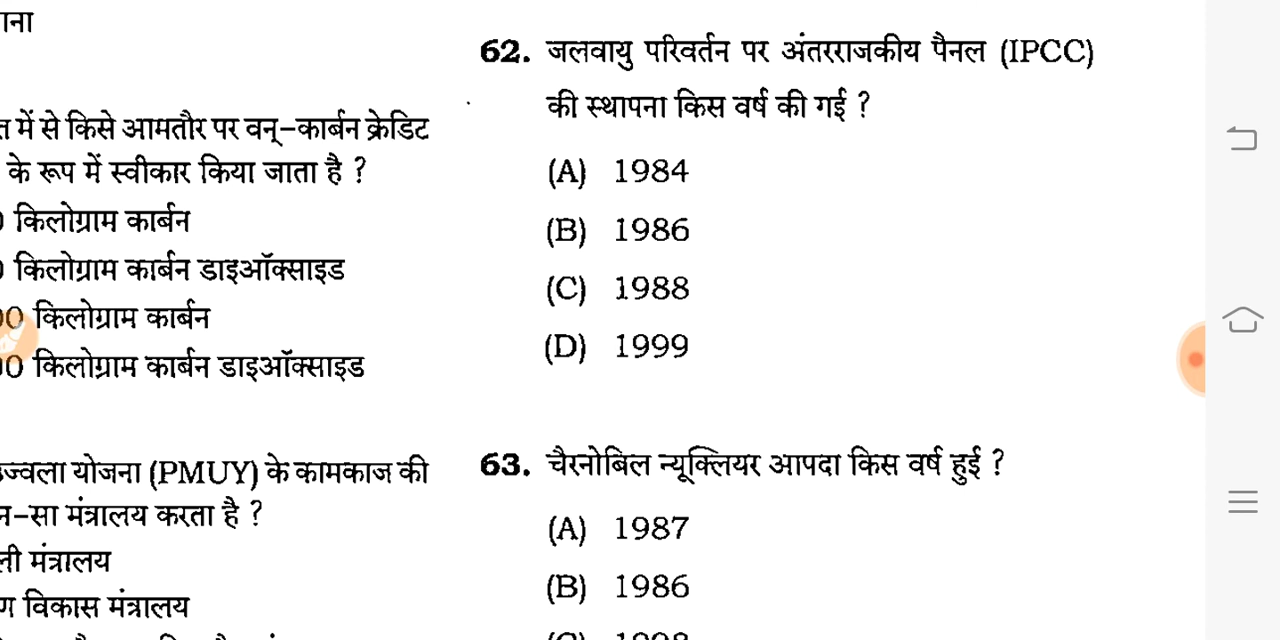 में से किसे आमतौर पर वन्-कार्बन क्रेडिट
के रूप में स्वीकार किया जाता है ?
किलोग्राम कार्बन
किलोग्राम कार्बन डाइऑक्साइड
किलोग्राम कार्बन
किलोग्राम कार्बन डाइऑक्साइड
योजना (PMUY) के कामकाज की
मंत्रालय करता है ?
मंत्रालय
विकास मंत्रालय
62. जलवायु परिवर्तन पर अंतरराजकीय पैनल (IPCC)
की स्थापना किस वर्ष की गई ?
(A) 1984
(B) 1986
(C) 1988
(D) 1999
63. चैरनोबिल न्यूक्लियर आपदा किस वर्ष हुई ?
(A) 1987
(B) 1986